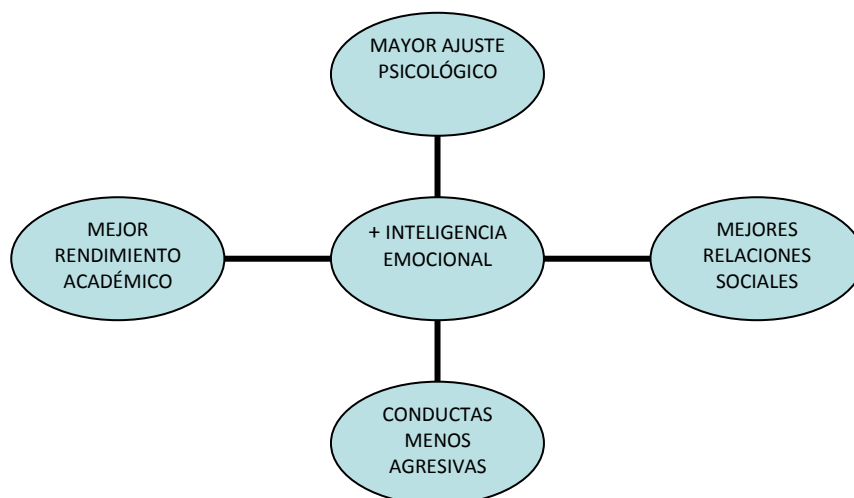 MAYOR AJUSTE
PSICOLÓGICO
MEJOR
RENDIMIENTO
ACADÉMICO
+ INTELIGENCIA
EMOCIONAL
MEJORES
RELACIONES
SOCIALES
CONDUCTAS
MENOS
AGRESIVAS